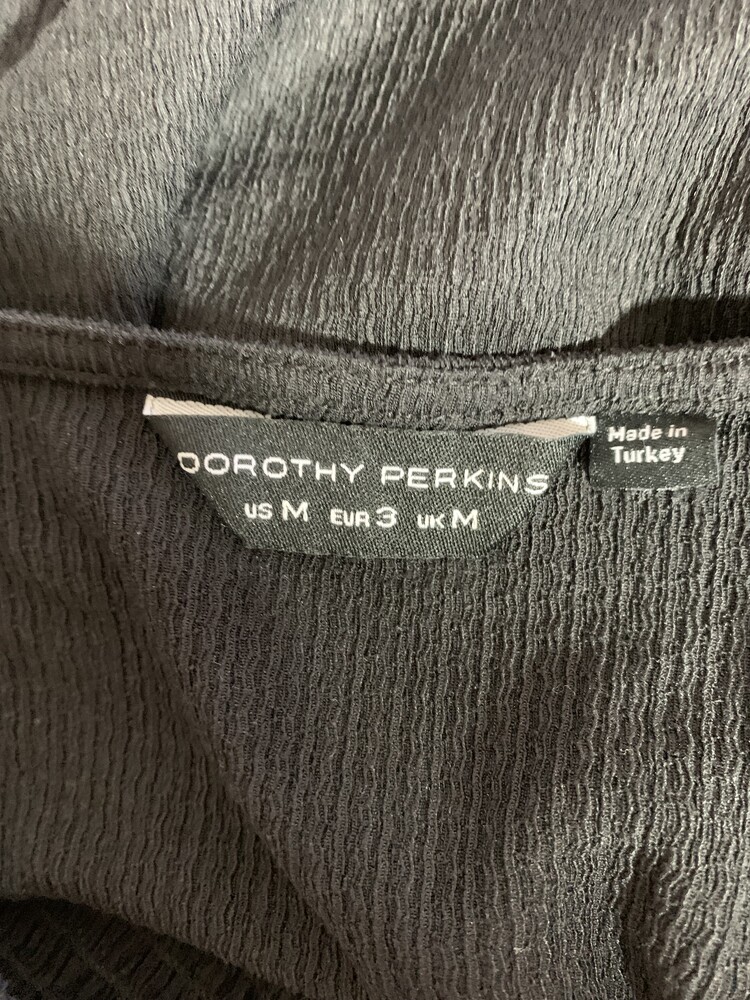 DOROTHY PERKINS
US M EUR 3 UK M
Made in
Turkey